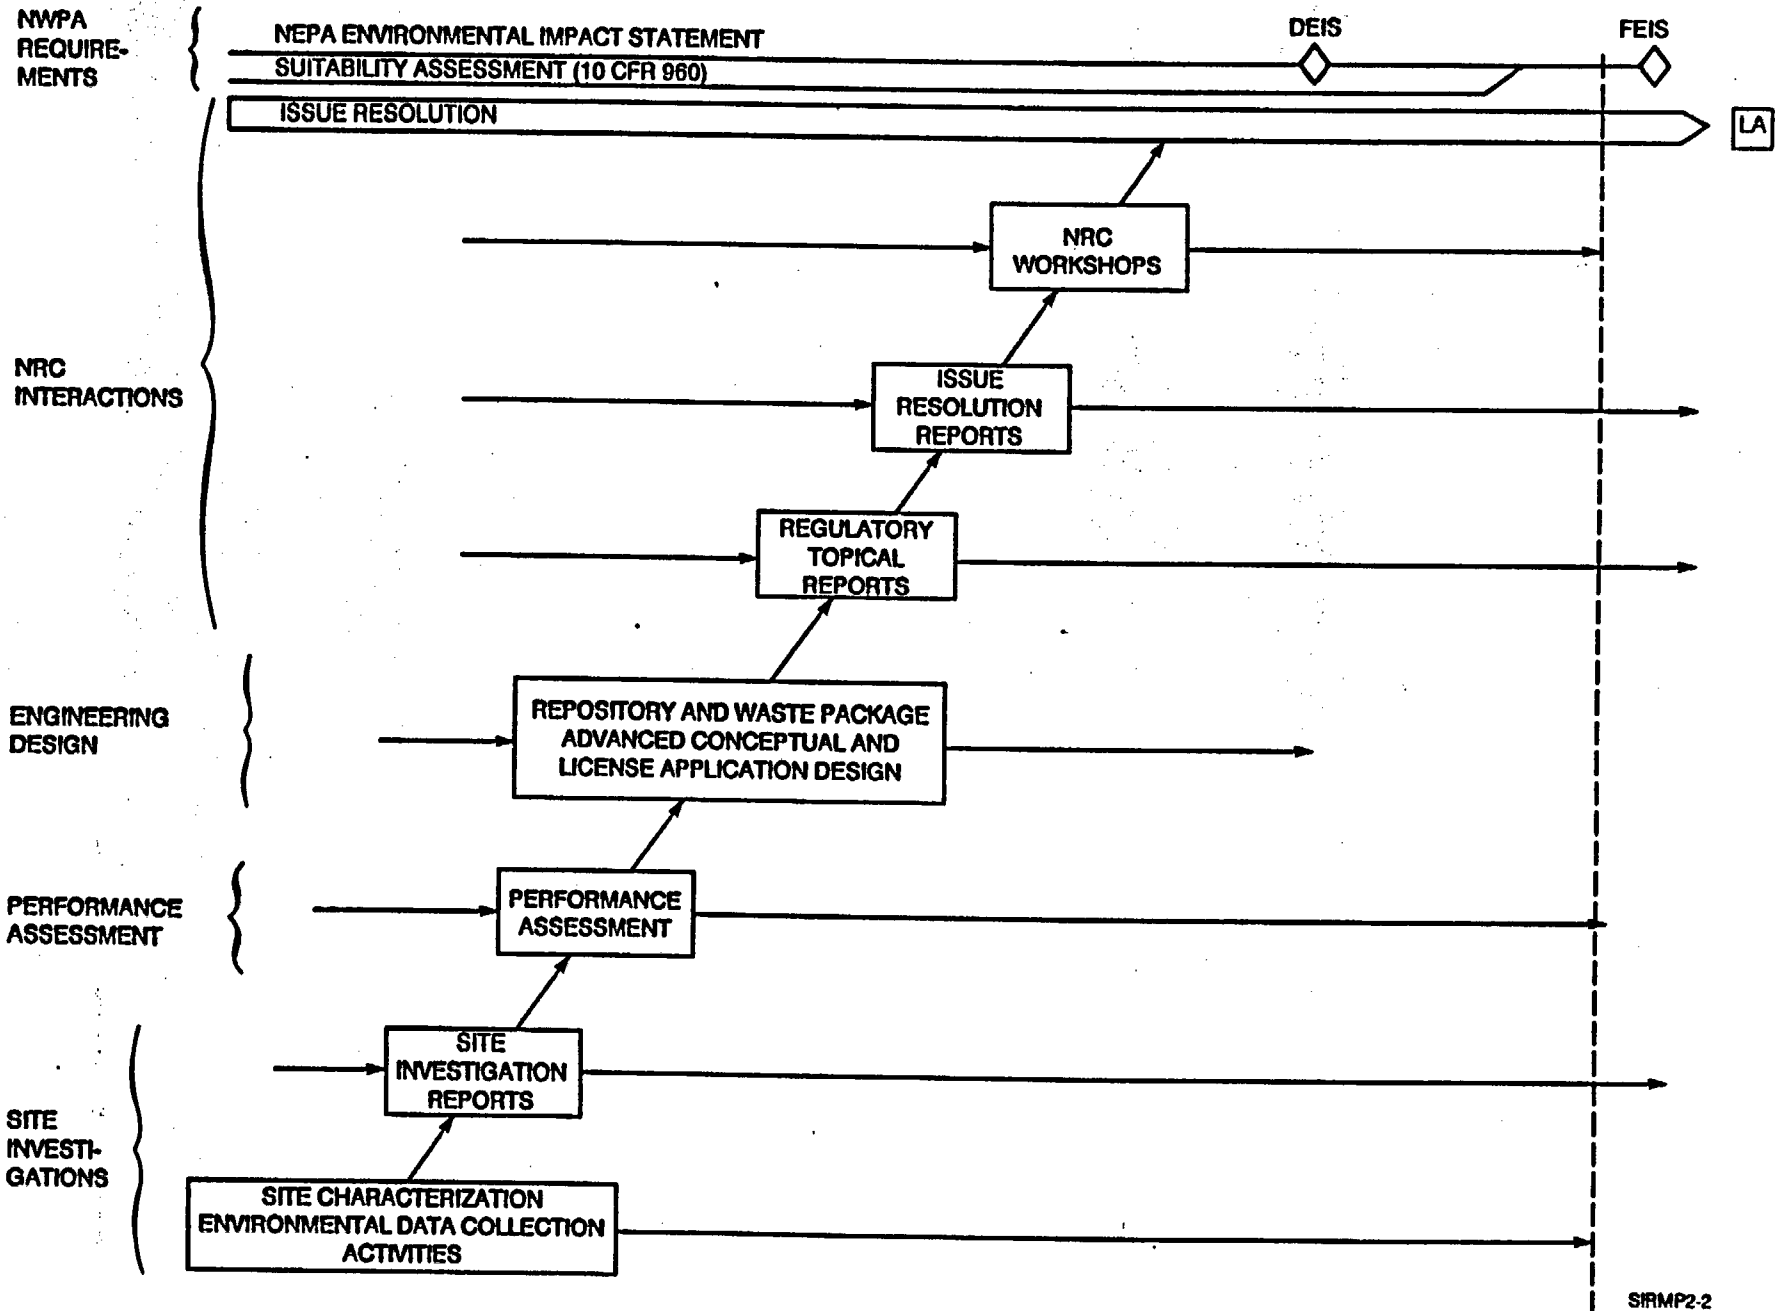 NWPA
REQUIRE-
MENTS
NEPA ENVIRONMENTAL IMPACT STATEMENT
DEIS
FEIS
SUITABILITY ASSESSMENT (10 CFR 960)
ISSUE RESOLUTION
LA
NRC
WORKSHOPS
NRC
INTERACTIONS
ISSUE
RESOLUTION
REPORTS
REGULATORY
TOPICAL
REPORTS
ENGINEERING
DESIGN
REPOSITORY AND WASTE PACKAGE
ADVANCED CONCEPTUAL AND
LICENSE APPLICATION DESIGN
PERFORMANCE
ASSESSMENT
PERFORMANCE
ASSESSMENT
SITE
INVESTIGATION
REPORTS
SITE
INVESTI-
GATIONS
SITE CHARACTERIZATION
ENVIRONMENTAL DATA COLLECTION
ACTIVITIES
SIRMP2-2